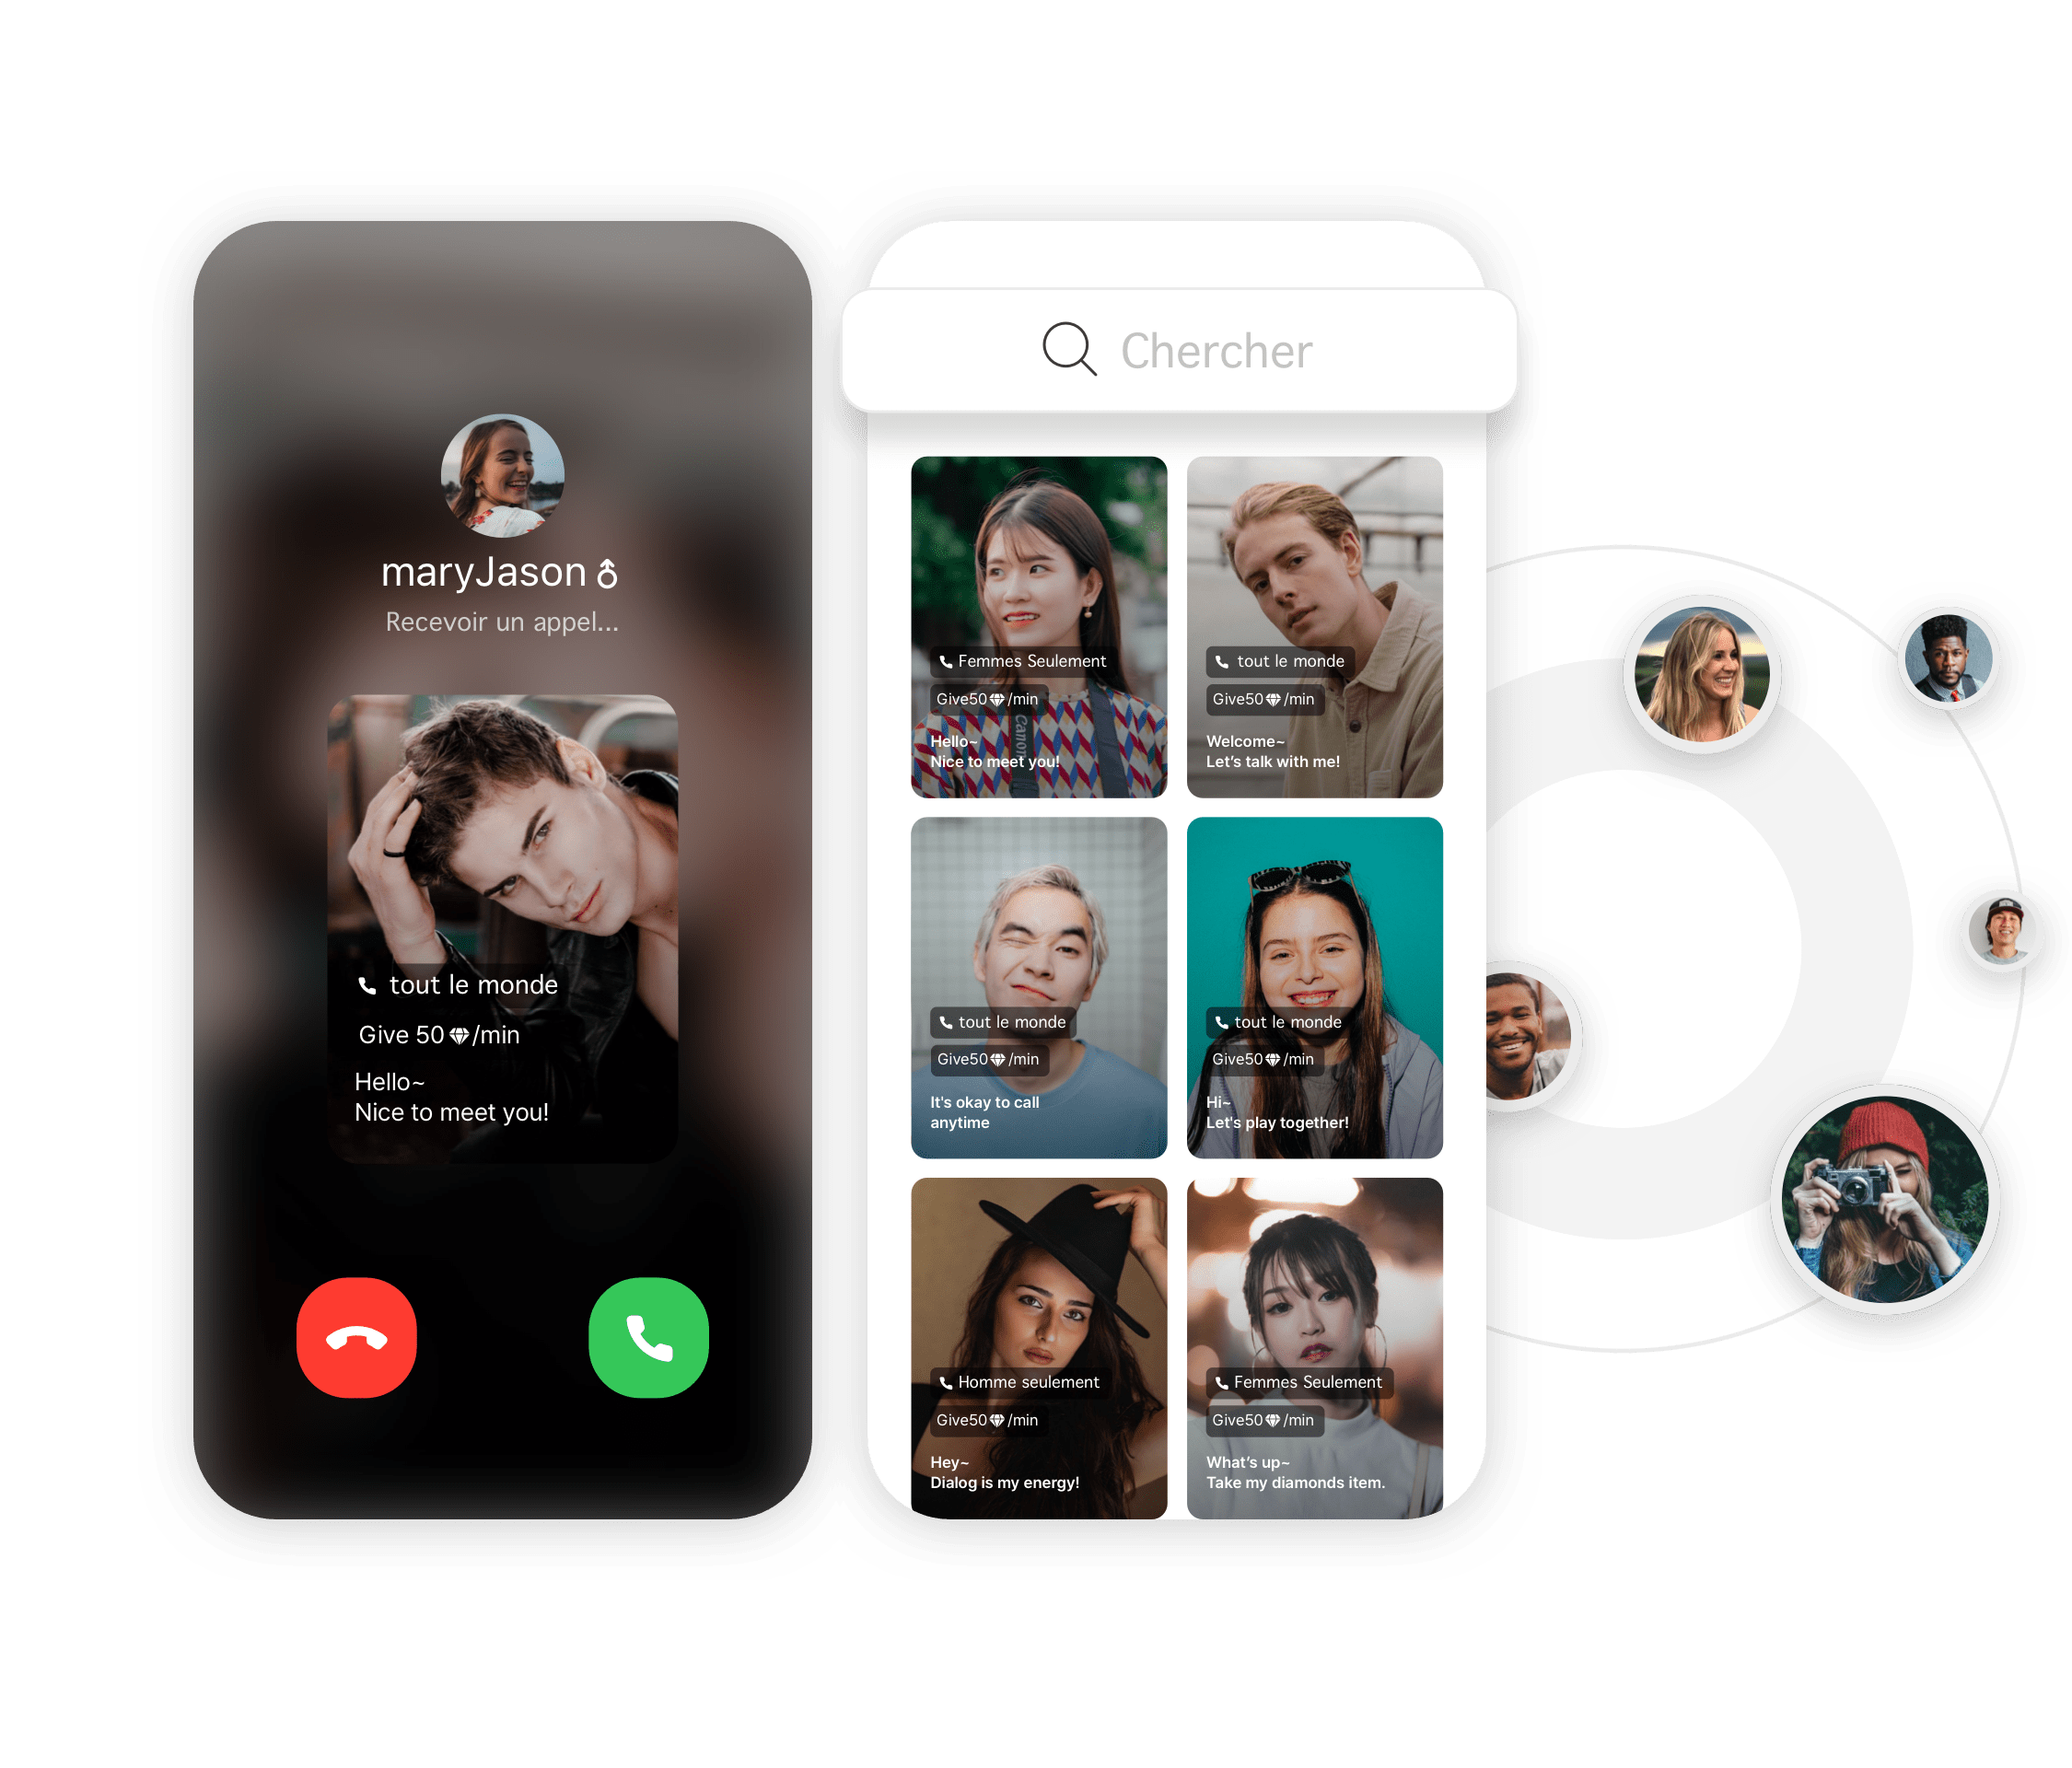 maryJason
Recevoir un appel...
tout le monde
Give 50 /min
Hello~
Nice to meet you!
Chercher
Femmes Seulement
Give50 /min
Hello~
Nice to meet you!
Canon
tout le monde
Give50 /min
Welcome~
Let's talk with me!
tout le monde
Give50 /min
It's okay to call
anytime
tout le monde
Give50 /min
Hi~
Let's play together!
Homme seulement
Give50 /min
Hey~
Dialog is my energy!
Femmes Seulement
Give50 /min
What's up~
Take my diamonds item.